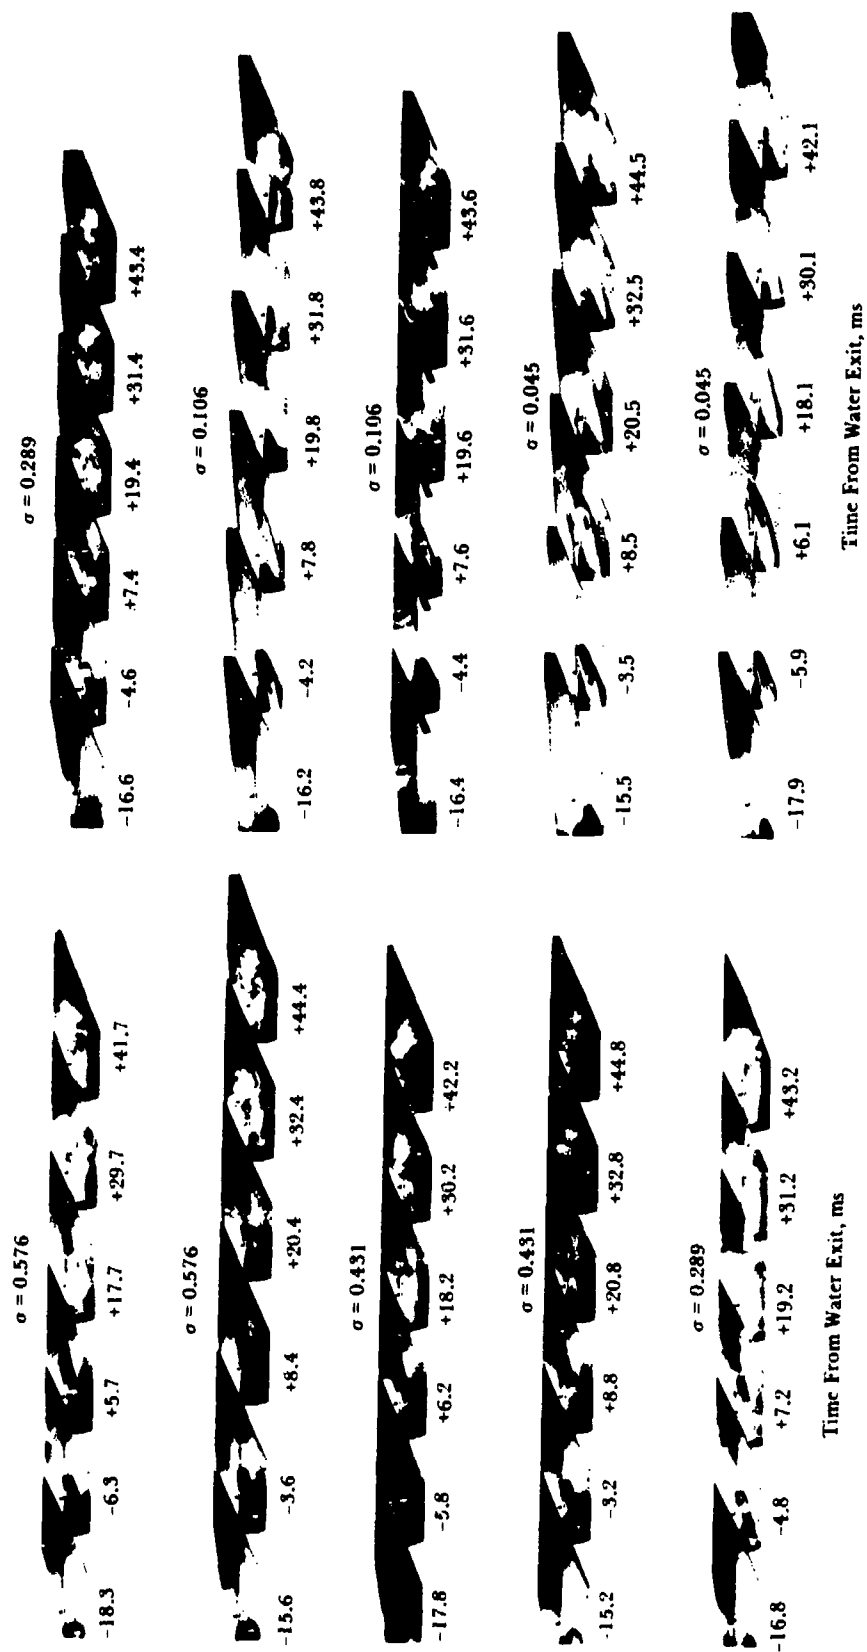 σ = 0.576
-18.3 -6.3 +5.7 +17.7 +29.7 +41.7
σ = 0.576
-15.6 -3.6 +8.4 +20.4 +32.4 +44.4
σ = 0.431
-17.8 -5.8 +6.2 +18.2 +30.2 +42.2
σ = 0.431
-15.2 -3.2 +8.8 +20.8 +32.8 +44.8
σ = 0.289
-16.8 -4.8 +7.2 +19.2 +31.2 +43.2
Time From Water Exit, ms
σ = 0.289
-16.6 -4.6 +7.4 +19.4 +31.4 +43.4
σ = 0.106
-16.2 -4.2 +7.8 +19.8 +31.8 +43.8
σ = 0.106
-16.4 -4.4 +7.6 +19.6 +31.6 +43.6
σ = 0.045
-15.5 -3.5 +8.5 +20.5 +32.5 +44.5
σ = 0.045
-17.9 -5.9 +6.1 +18.1 +30.1 +42.1
Time From Water Exit, ms